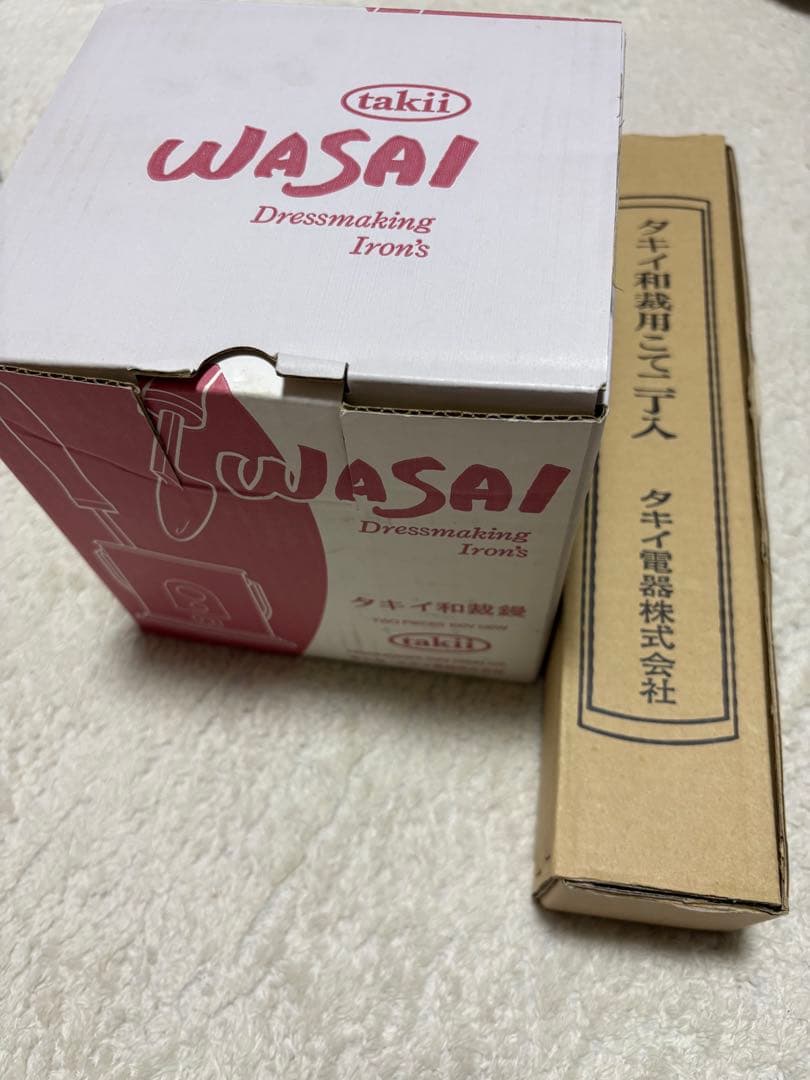 takii
WASAI
Dressmaking
Iron's
WASAI
Dressmaking
Iron's
タキイ和裁鏝
takii
タキイ和裁用こて二丁入
タキイ電器株式会社